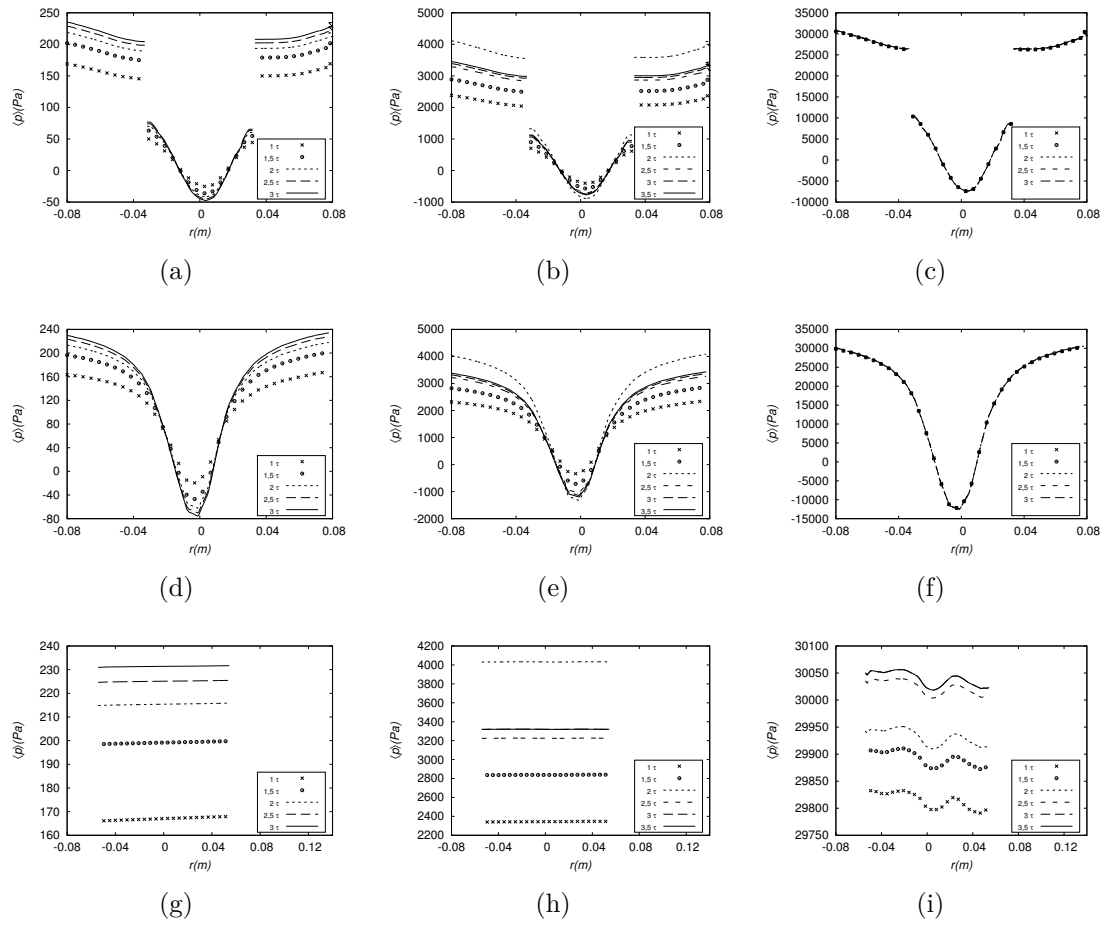 250
200
150
100
50
0
-50
-0.08 -0.04 0 0.04 0.08
⟨p⟩(Pa)
r(m)
1 τ
1,5 τ
2 τ
2,5 τ
3 τ
(a)
5000
4000
3000
2000
1000
0
-1000
-0.08 -0.04 0 0.04 0.08
⟨p⟩(Pa)
r(m)
1 τ
1,5 τ
2 τ
2,5 τ
3 τ
3,5 τ
(b)
35000
30000
25000
20000
15000
10000
5000
0
-5000
-10000
-0.08 -0.04 0 0.04 0.08
⟨p⟩(Pa)
r(m)
1 τ
1,5 τ
2 τ
2,5 τ
3 τ
(c)
240
200
160
120
80
40
0
-40
-80
-0.08 -0.04 0 0.04 0.08
⟨p⟩(Pa)
r(m)
1 τ
1,5 τ
2 τ
2,5 τ
3 τ
(d)
5000
4000
3000
2000
1000
0
-1000
-2000
-0.08 -0.04 0 0.04 0.08
⟨p⟩(Pa)
r(m)
1 τ
1,5 τ
2 τ
2,5 τ
3 τ
3,5 τ
(e)
35000
30000
25000
20000
15000
10000
5000
0
-5000
-10000
-15000
-0.08 -0.04 0 0.04 0.08
⟨p⟩(Pa)
r(m)
1 τ
1,5 τ
2 τ
2,5 τ
3 τ
(f)
240
230
220
210
200
190
180
170
160
-0.08 -0.04 0 0.04 0.08 0.12
⟨p⟩(Pa)
r(m)
1 τ
1,5 τ
2 τ
2,5 τ
3 τ
(g)
4200
4000
3800
3600
3400
3200
3000
2800
2600
2400
2200
-0.08 -0.04 0 0.04 0.08 0.12
⟨p⟩(Pa)
r(m)
1 τ
1,5 τ
2 τ
2,5 τ
3 τ
3,5 τ
(h)
30100
30050
30000
29950
29900
29850
29800
29750
-0.08 -0.04 0 0.04 0.08 0.12
⟨p⟩(Pa)
r(m)
1 τ
1,5 τ
2 τ
2,5 τ
3 τ
3,5 τ
(i)